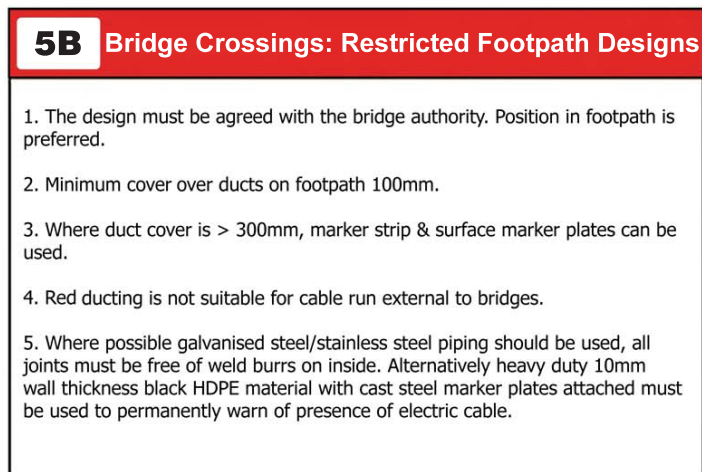 5B Bridge Crossings: Restricted Footpath Designs
1. The design must be agreed with the bridge authority. Position in footpath is
preferred.
2. Minimum cover over ducts on footpath 100mm.
3. Where duct cover is > 300mm, marker strip & surface marker plates can be
used.
4. Red ducting is not suitable for cable run external to bridges.
5. Where possible galvanised steel/stainless steel piping should be used, all
joints must be free of weld burrs on inside. Alternatively heavy duty 10mm
wall thickness black HDPE material with cast steel marker plates attached must
be used to permanently warn of presence of electric cable.